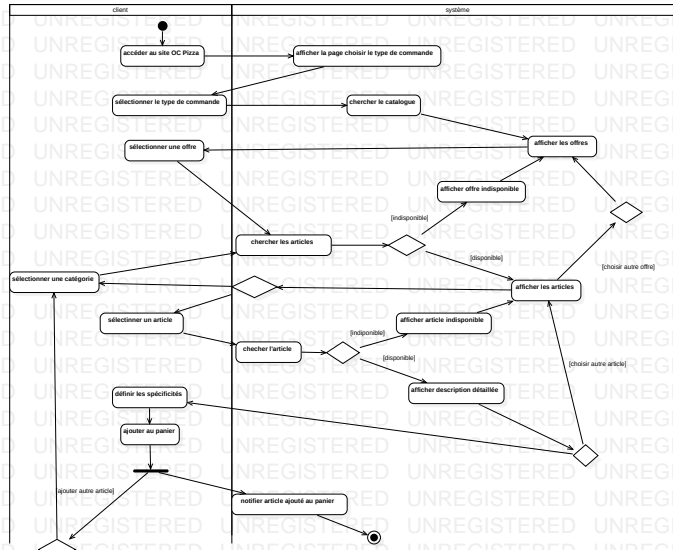 client
système
accéder au site OC Pizza
afficher la page choisir le type de commande
sélectionner le type de commande
chercher le catalogue
sélectionner une offre
afficher les offres
afficher offre indisponible
[indisponible]
chercher les articles
[disponible]
[choisir autre offre]
sélectionner une catégorie
afficher les articles
sélectionner un article
afficher article indisponible
[indiponible]
checher l'article
[disponible]
[choisir autre article]
afficher description détaillée
définir les spécificités
ajouter au panier
[ajouter autre article]
notifier article ajouté au panier
UNREGISTERED